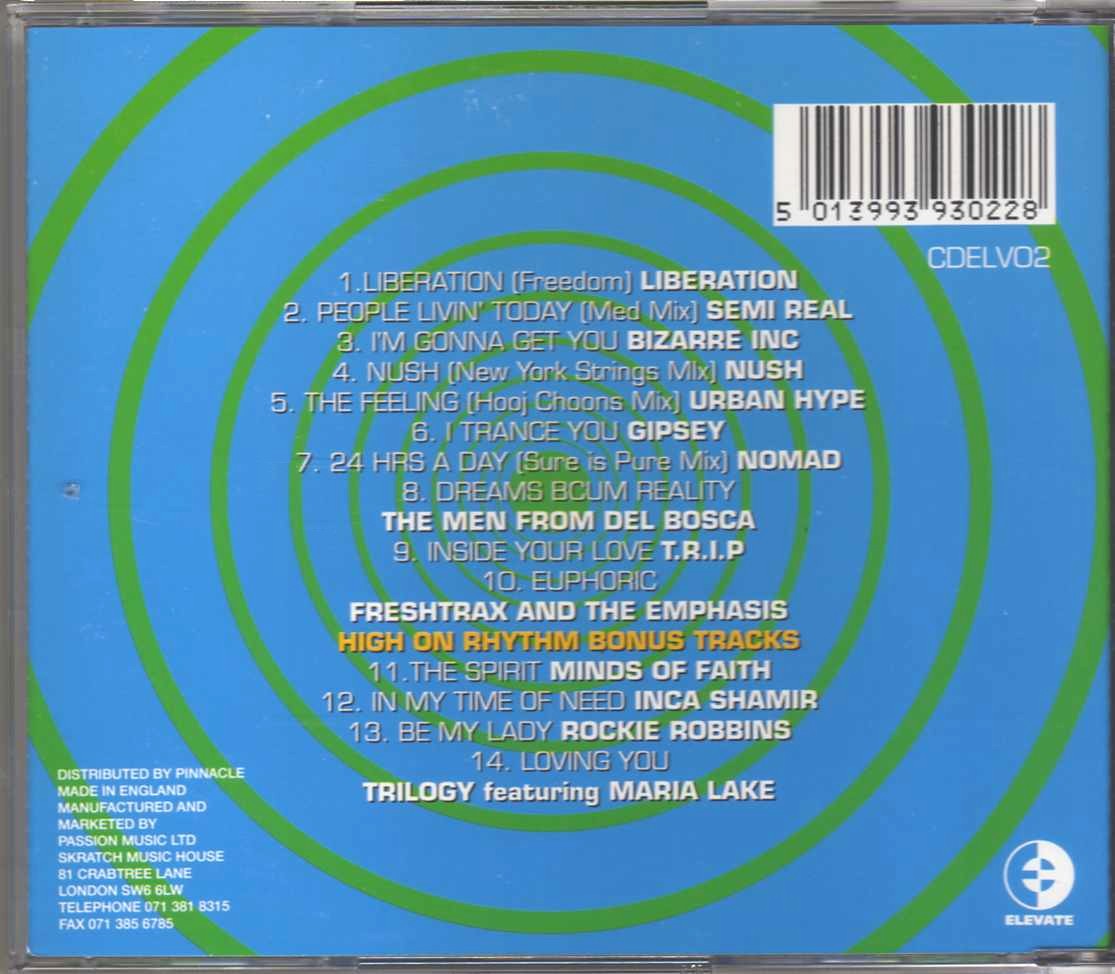 5 013993 930228
CDELV02
1.LIBERATION (Freedom) LIBERATION
2. PEOPLE LIVIN' TODAY (Med Mix) SEMI REAL
3. I'M GONNA GET YOU BIZARRE INC
4. NUSH (New York Strings MIx) NUSH
5. THE FEELING (Hooj Choons Mix) URBAN HYPE
6. I TRANCE YOU GIPSEY
7. 24 HRS A DAY (Sure is Pure Mix) NOMAD
8. DREAMS BCUM REALITY
THE MEN FROM DEL BOSCA
9. INSIDE YOUR LOVE T.R.I.P
10. EUPHORIC
FRESHTRAX AND THE EMPHASIS
HIGH ON RHYTHM BONUS TRACKS
11.THE SPIRIT MINDS OF FAITH
12. IN MY TIME OF NEED INCA SHAMIR
13. BE MY LADY ROCKIE ROBBINS
14. LOVING YOU
TRILOGY featuring MARIA LAKE
DISTRIBUTED BY PINNACLE
MADE IN ENGLAND
MANUFACTURED AND
MARKETED BY
PASSION MUSIC LTD
SKRATCH MUSIC HOUSE
81 CRABTREE LANE
LONDON SW6 6LW
TELEPHONE 071 381 8315
FAX 071 385 6785
ELEVATE